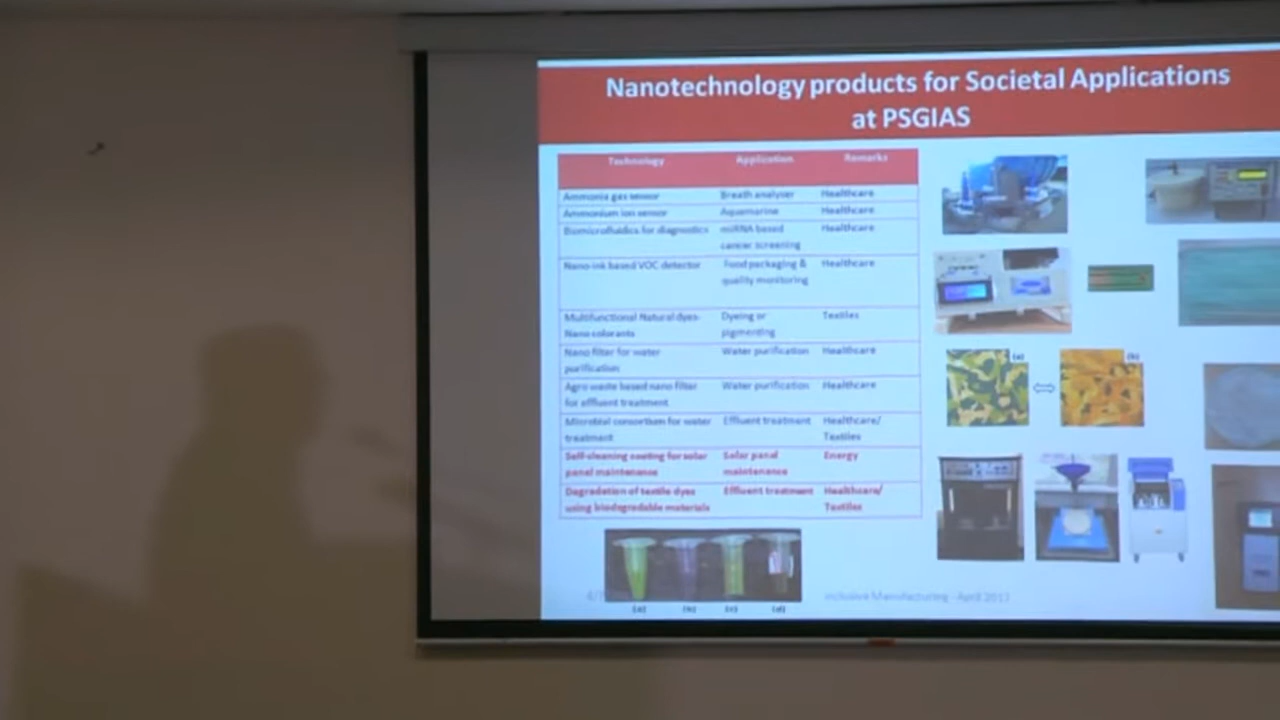 Nanotechnology products for Societal Applications
at PSGIAS
Technology Application Remarks
Ammonia gas sensor Breath analyser Healthcare
Ammonium ion sensor Aquamarine Healthcare
Biomicrofluidics for diagnostics miRNA based Healthcare
cancer screening
Nano-ink based VOC detector Food packaging & Healthcare
quality monitoring
Multifunctional Natural dyes- Dyeing or Textiles
Nano colorants pigmenting
Nano filter for water Water purification Healthcare
purification
Agro waste based nano filter Water purification Healthcare
for effluent treatment
Microbial consortium for water Effluent treatment Healthcare/
treatment Textiles
Self-cleaning coating for solar Solar panel Energy
panel maintenance maintenance
Degradation of textile dyes Effluent treatment Healthcare/
using biodegradable materials Textiles
(a) (b)
(a) (b) (c) (d)
Inclusive Manufacturing - April 2017